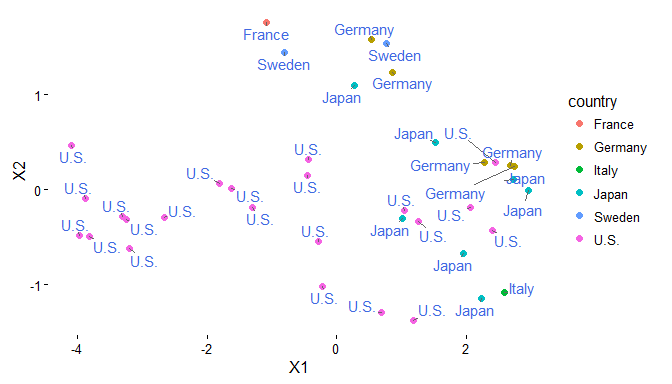 France
Germany
Sweden
Sweden
Germany
Japan
country
France
Germany
Italy
Japan
Sweden
U.S.
1
0
-1
X2
Japan
U.S.
U.S.
Germany
Germany
U.S.
U.S.
U.S.
Japan
U.S.
U.S.
Germany
U.S.
U.S.
U.S.
U.S.
Japan
U.S.
U.S.
U.S.
U.S.
Japan
U.S.
U.S.
U.S.
U.S.
Japan
U.S.
Italy
U.S.
U.S.
Japan
-4
-2
0
2
X1